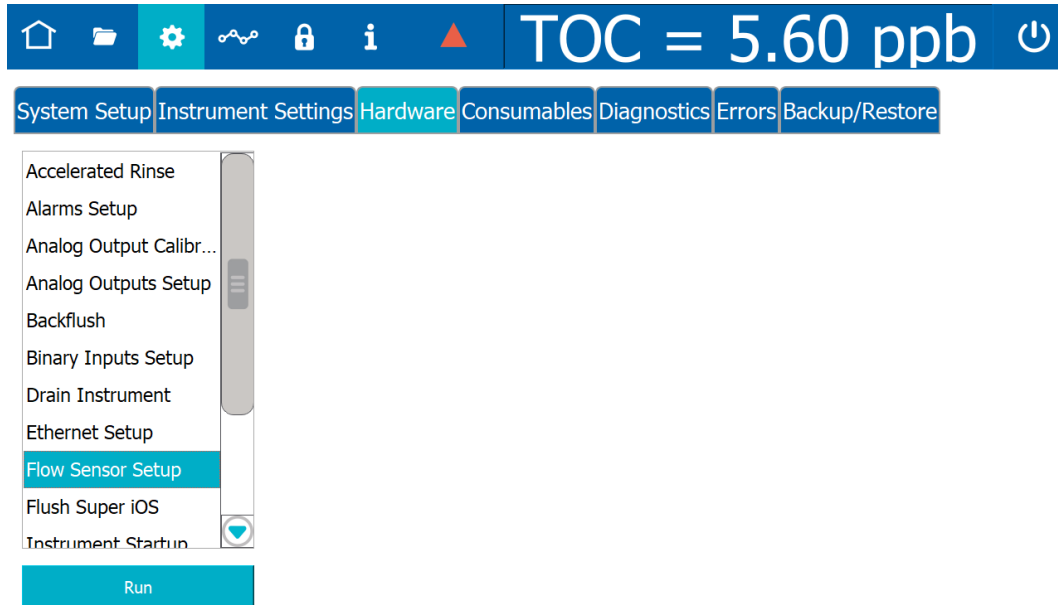 TOC = 5.60 ppb
System Setup Instrument Settings Hardware Consumables Diagnostics Errors Backup/Restore
Accelerated Rinse
Alarms Setup
Analog Output Calibr...
Analog Outputs Setup
Backflush
Binary Inputs Setup
Drain Instrument
Ethernet Setup
Flow Sensor Setup
Flush Super iOS
Instrument Startup
Run